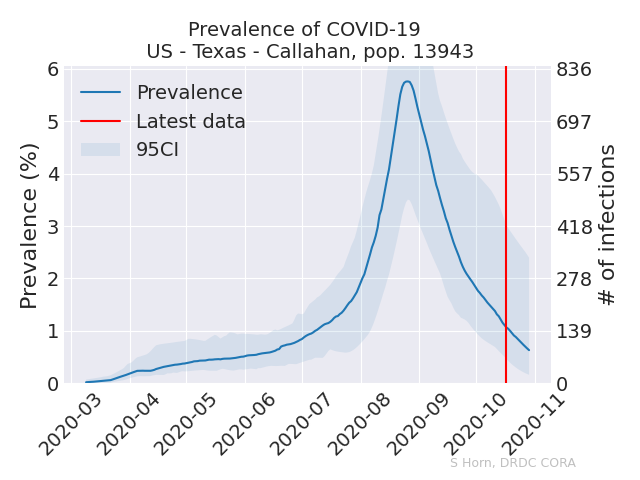 Prevalence of COVID-19
US - Texas - Callahan, pop. 13943
Prevalence (%)
6
5
4
3
2
1
0
Prevalence
Latest data
95CI
836
697
557
418
278
139
0
# of infections
2020-03
2020-04
2020-05
2020-06
2020-07
2020-08
2020-09
2020-10
2020-11
S Horn, DRDC CORA